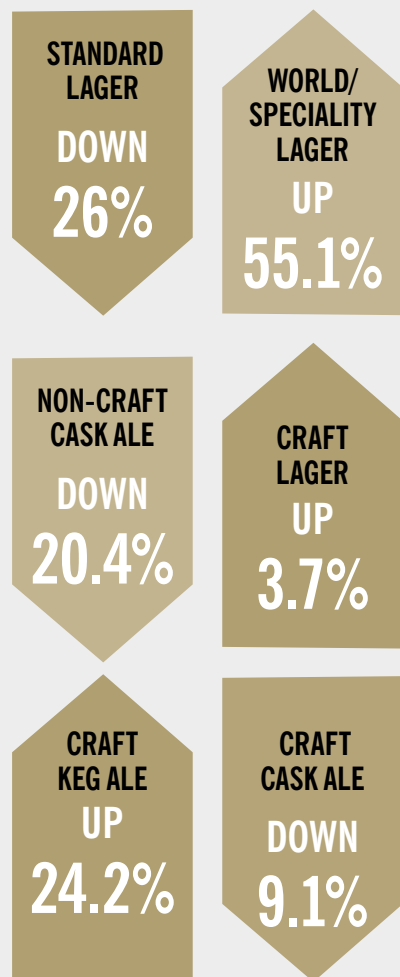 STANDARD
LAGER
DOWN
26%
WORLD/
SPECIALITY
LAGER
UP
55.1%
NON-CRAFT
CASK ALE
DOWN
20.4%
CRAFT
LAGER
UP
3.7%
CRAFT
KEG ALE
UP
24.2%
CRAFT
CASK ALE
DOWN
9.1%